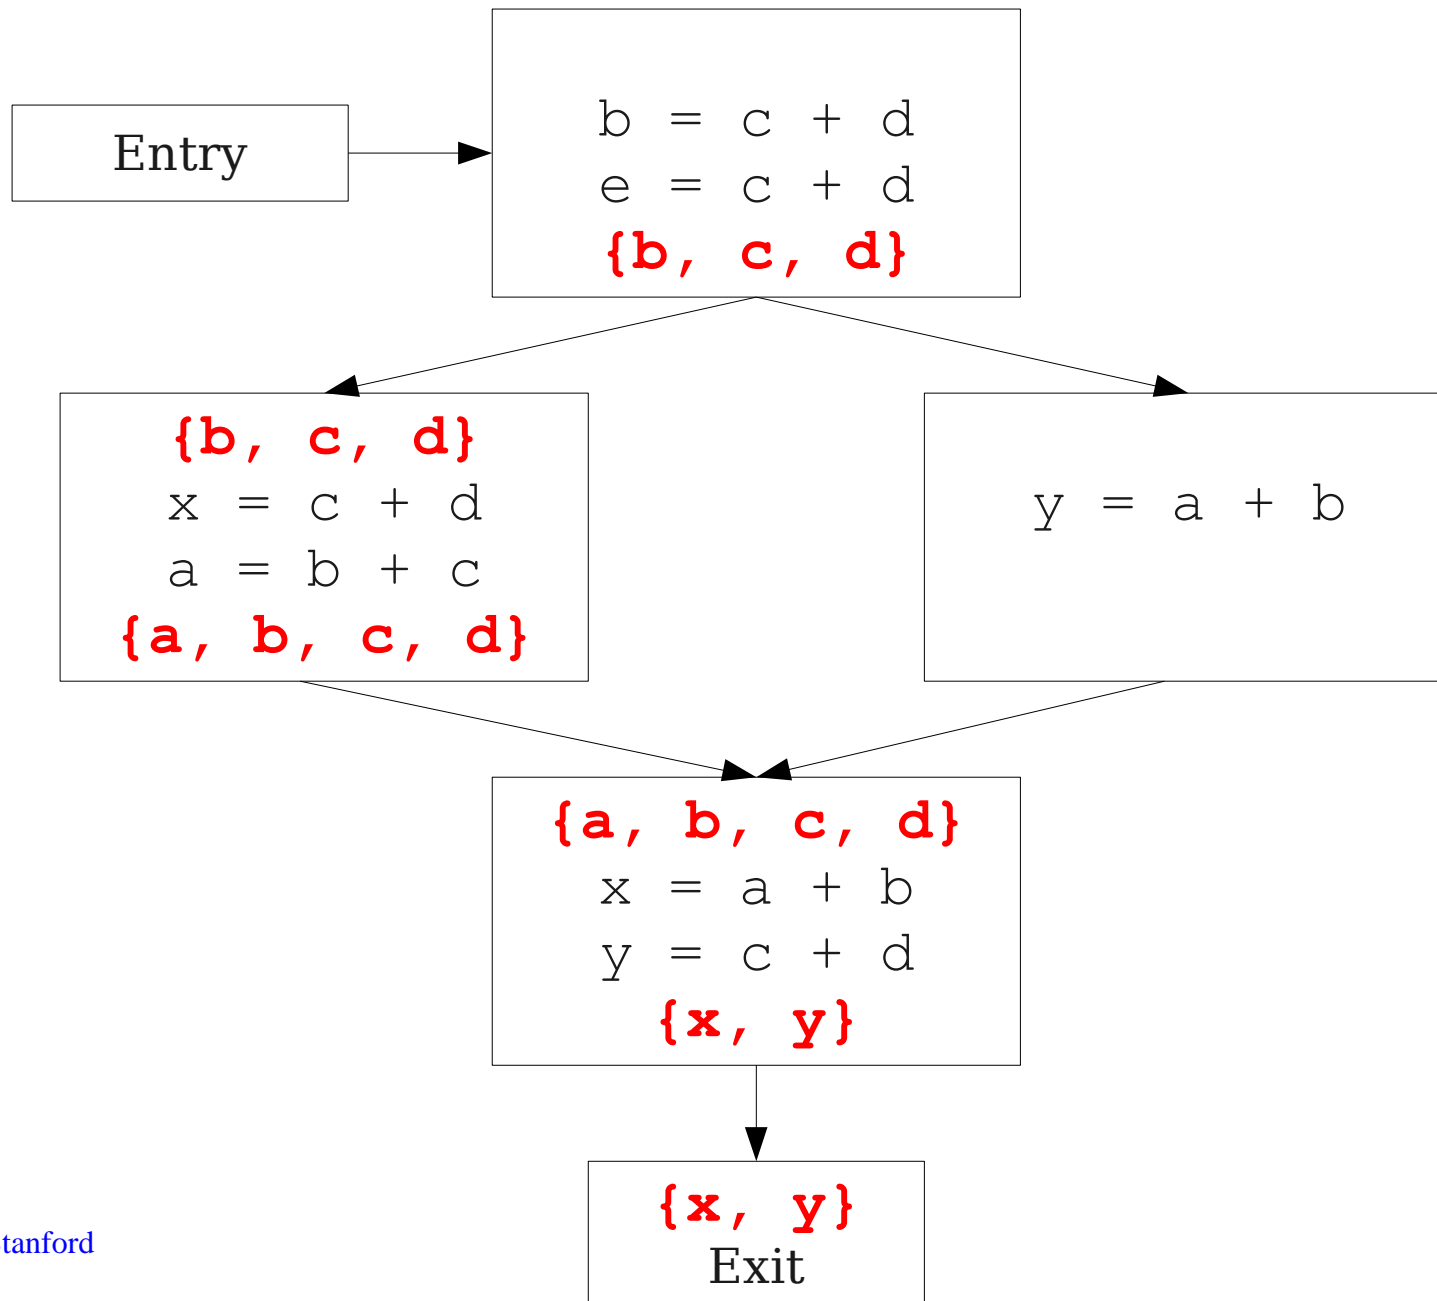 Entry
b = c + d
e = c + d
{b, c, d}
{b, c, d}
x = c + d
a = b + c
{a, b, c, d}
y = a + b
{a, b, c, d}
x = a + b
y = c + d
{x, y}
{x, y}
Exit
tanford